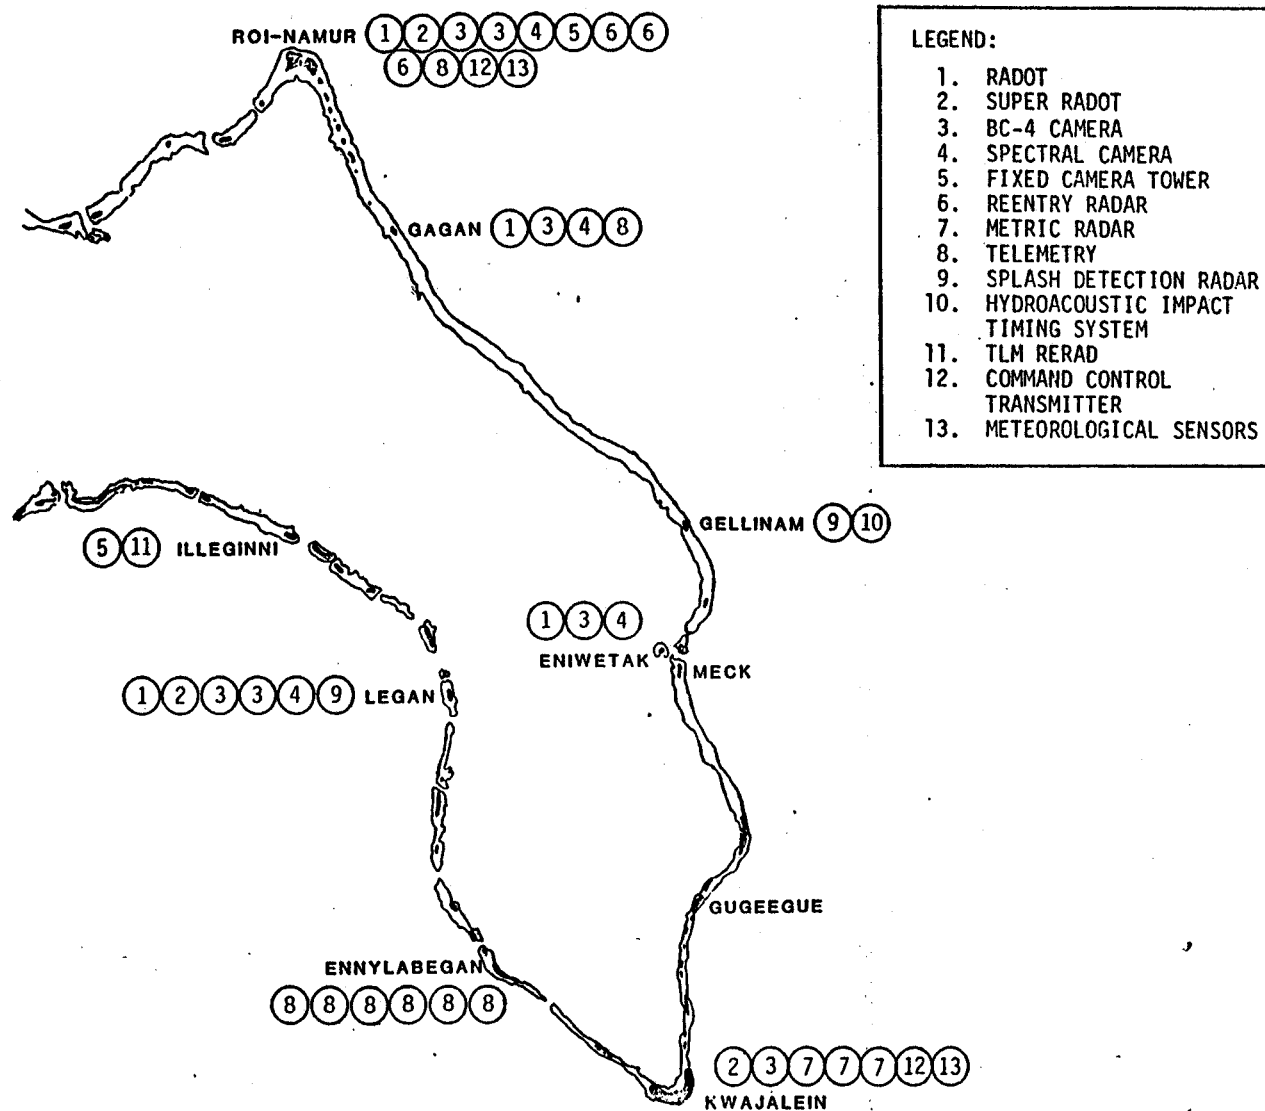 ROI-NAMUR 1 2 3 3 4 5 6 6
6 8 12 13
GAGAN 1 3 4 8
GELLINAM 9 10
5 11 ILLEGINNI
1 3 4
ENIWETAK
MECK
1 2 3 3 4 9 LEGAN
GUGEEGUE
ENNYLABEGAN
8 8 8 8 8 8
2 3 7 7 7 12 13
KWAJALEIN
LEGEND:
1. RADOT
2. SUPER RADOT
3. BC-4 CAMERA
4. SPECTRAL CAMERA
5. FIXED CAMERA TOWER
6. REENTRY RADAR
7. METRIC RADAR
8. TELEMETRY
9. SPLASH DETECTION RADAR
10. HYDROACOUSTIC IMPACT
TIMING SYSTEM
11. TLM RERAD
12. COMMAND CONTROL
TRANSMITTER
13. METEOROLOGICAL SENSORS